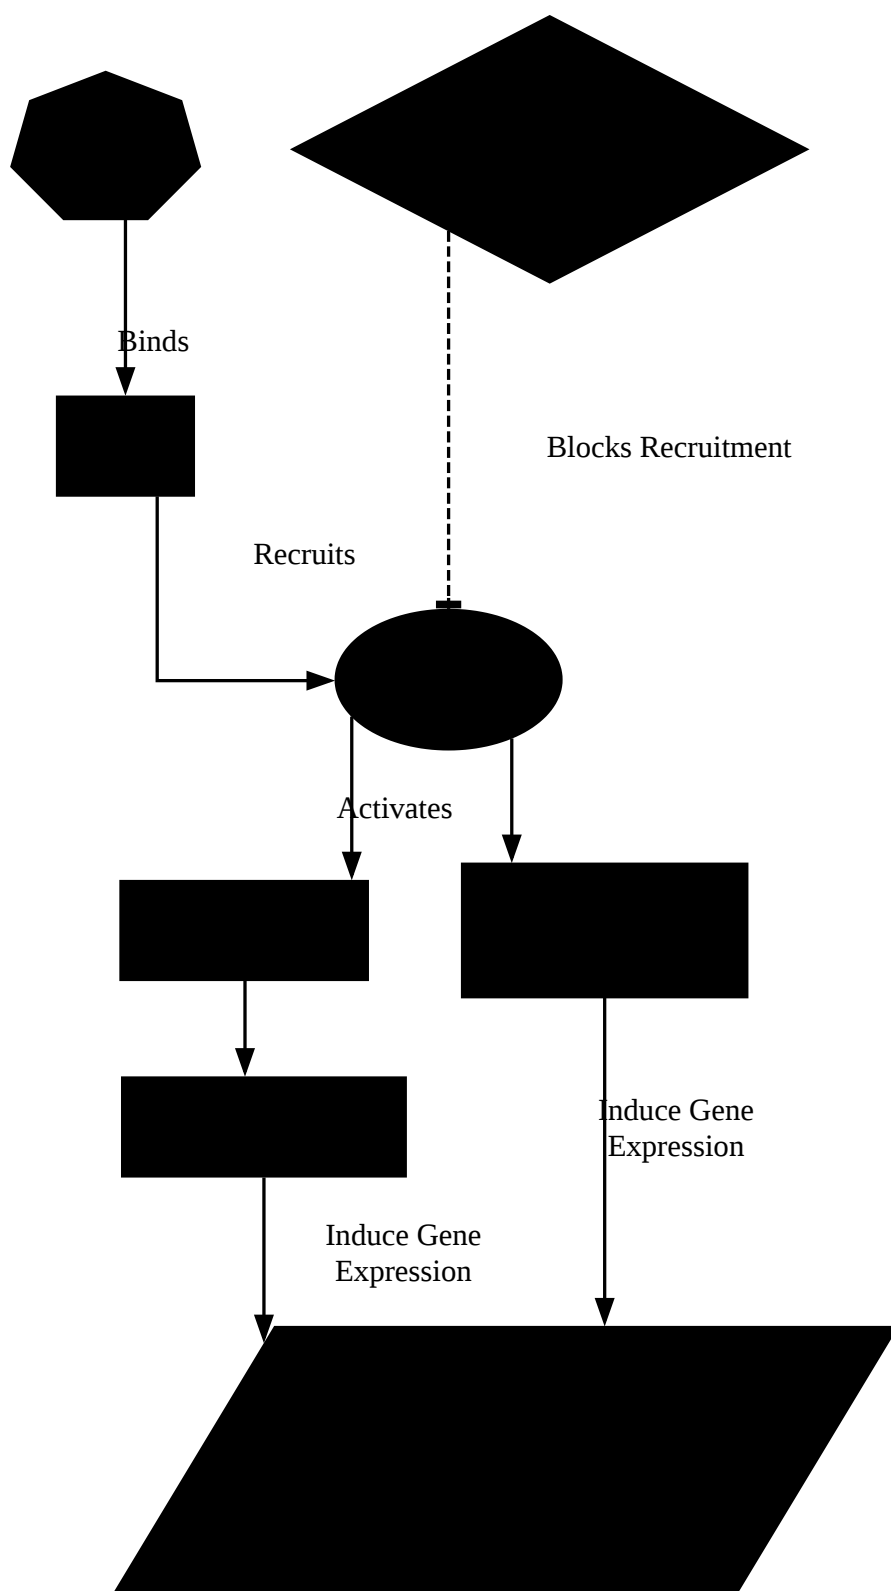 Binds
Blocks Recruitment
Recruits
Activates
Induce Gene
Expression
Induce Gene
Expression